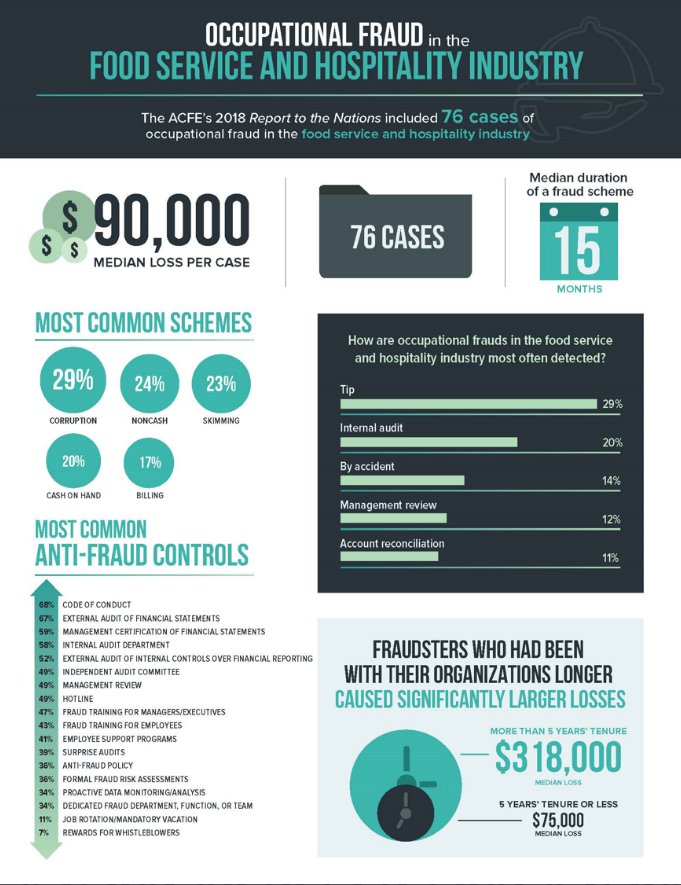 OCCUPATIONAL FRAUD in the
FOOD SERVICE AND HOSPITALITY INDUSTRY
The ACFE's 2018 Report to the Nations included 76 cases of
occupational fraud in the food service and hospitality industry
$ $ $ 90,000
MEDIAN LOSS PER CASE
76 CASES
Median duration
of a fraud scheme
15
MONTHS
MOST COMMON SCHEMES
29%
CORRUPTION
24%
NONCASH
23%
SKIMMING
20%
CASH ON HAND
17%
BILLING
How are occupational frauds in the food service
and hospitality industry most often detected?
Tip
29%
Internal audit
20%
By accident
14%
Management review
12%
Account reconciliation
11%
MOST COMMON
ANTI-FRAUD CONTROLS
68% CODE OF CONDUCT
67% EXTERNAL AUDIT OF FINANCIAL STATEMENTS
59% MANAGEMENT CERTIFICATION OF FINANCIAL STATEMENTS
58% INTERNAL AUDIT DEPARTMENT
52% EXTERNAL AUDIT OF INTERNAL CONTROLS OVER FINANCIAL REPORTING
49% INDEPENDENT AUDIT COMMITTEE
49% MANAGEMENT REVIEW
49% HOTLINE
47% FRAUD TRAINING FOR MANAGERS/EXECUTIVES
43% FRAUD TRAINING FOR EMPLOYEES
41% EMPLOYEE SUPPORT PROGRAMS
39% SURPRISE AUDITS
36% ANTI-FRAUD POLICY
36% FORMAL FRAUD RISK ASSESSMENTS
34% PROACTIVE DATA MONITORING/ANALYSIS
34% DEDICATED FRAUD DEPARTMENT, FUNCTION, OR TEAM
11% JOB ROTATION/MANDATORY VACATION
7% REWARDS FOR WHISTLEBLOWERS
FRAUDSTERS WHO HAD BEEN
WITH THEIR ORGANIZATIONS LONGER
CAUSED SIGNIFICANTLY LARGER LOSSES
MORE THAN 5 YEARS' TENURE
$318,000
MEDIAN LOSS
5 YEARS' TENURE OR LESS
$75,000
MEDIAN LOSS